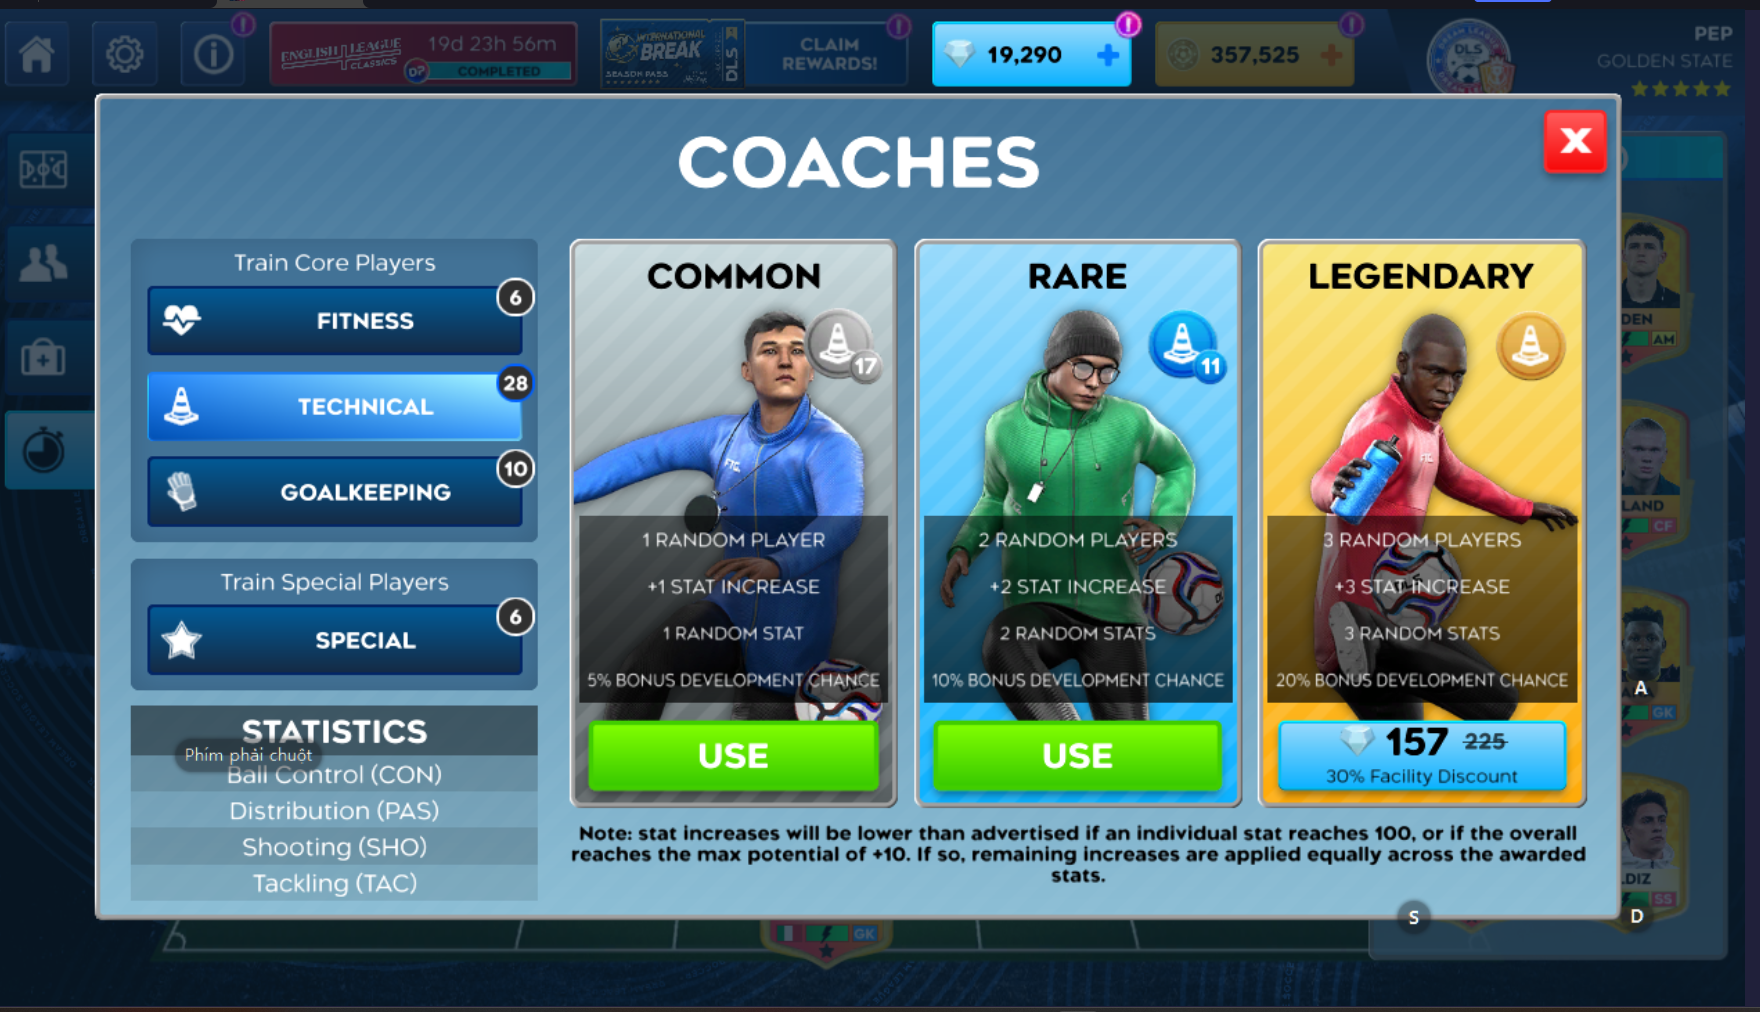 ENGLISH LEAGUE
CLASSICS
19d 23h 56m
DP
COMPLETED
INTERNATIONAL
BREAK
SEASON PASS
DLS
CLAIM
REWARDS!
19,290
357,525
DLS
PEP
GOLDEN STATE
COACHES
X
Train Core Players
FITNESS
6
TECHNICAL
28
GOALKEEPING
10
Train Special Players
SPECIAL
6
STATISTICS
Phím phải chuột
Ball Control (CON)
Distribution (PAS)
Shooting (SHO)
Tackling (TAC)
COMMON
17
FTG
1 RANDOM PLAYER
+1 STAT INCREASE
1 RANDOM STAT
5% BONUS DEVELOPMENT CHANCE
USE
RARE
11
2 RANDOM PLAYERS
+2 STAT INCREASE
2 RANDOM STATS
10% BONUS DEVELOPMENT CHANCE
USE
LEGENDARY
3 RANDOM PLAYERS
+3 STAT INCREASE
3 RANDOM STATS
20% BONUS DEVELOPMENT CHANCE
157 225
30% Facility Discount
Note: stat increases will be lower than advertised if an individual stat reaches 100, or if the overall
reaches the max potential of +10. If so, remaining increases are applied equally across the awarded
stats.
DEN
AM
LAND
CF
A
GK
DIZ
SS
S
D
GK